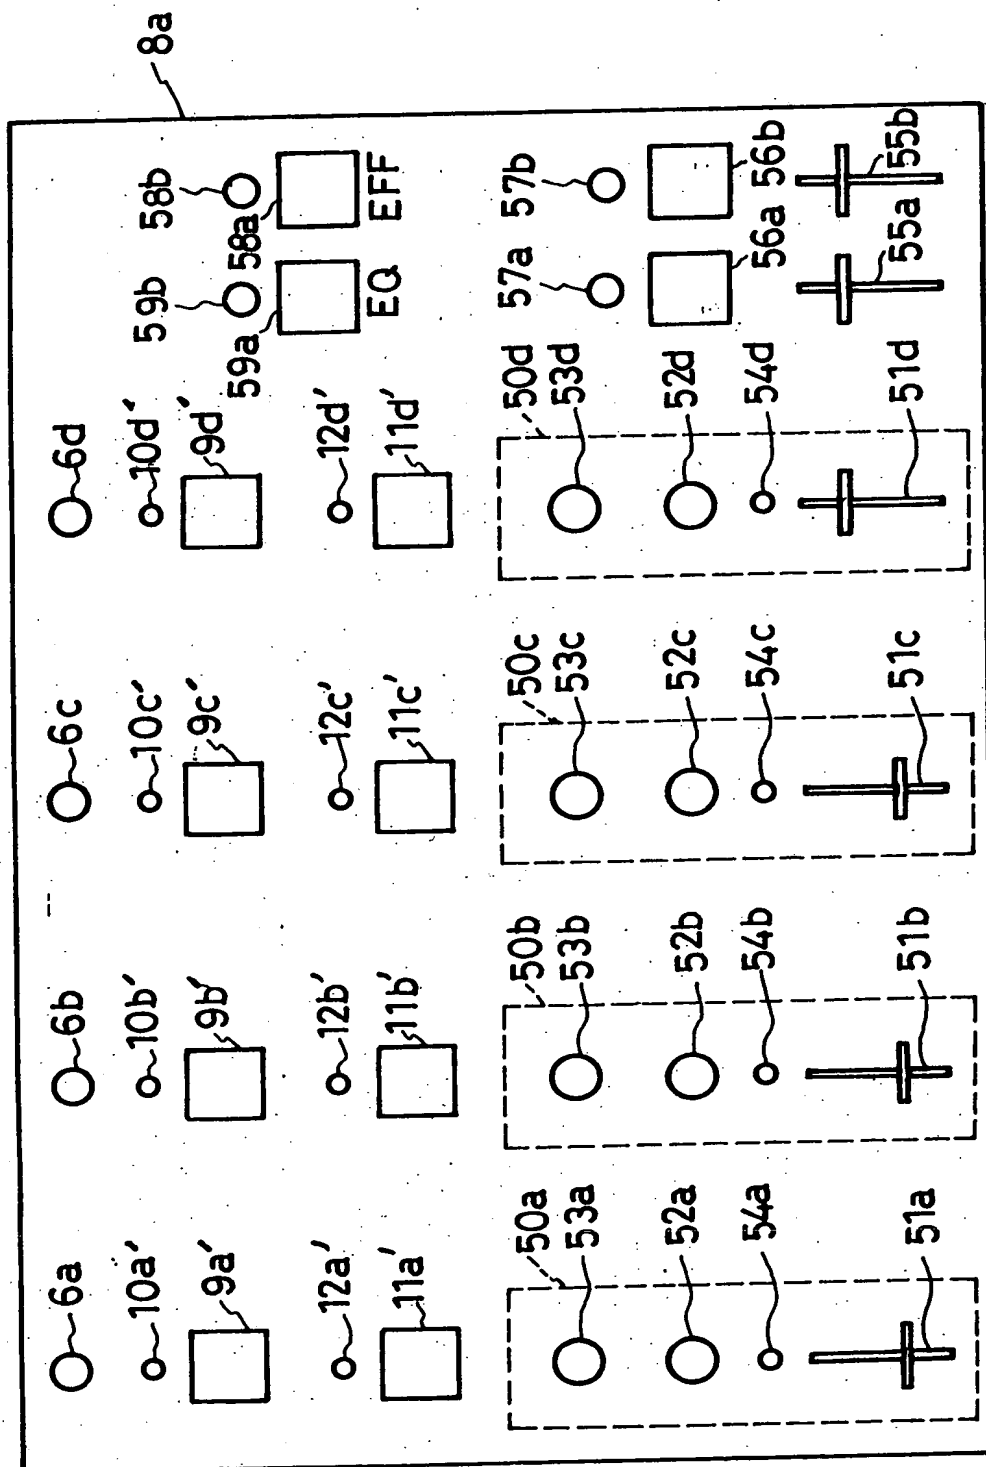 8a
6a
6b
6c
6d
10a′
10b′
10c′
10d′
9a′
9b′
9c′
9d′
59b
58b
59a
58a
EQ
EFF
12a′
12b′
12c′
12d′
11a′
11b′
11c′
11d′
50a
50b
50c
50d
53a
53b
53c
53d
57a
57b
52a
52b
52c
52d
56a
56b
54a
54b
54c
54d
51a
51b
51c
51d
55a
55b